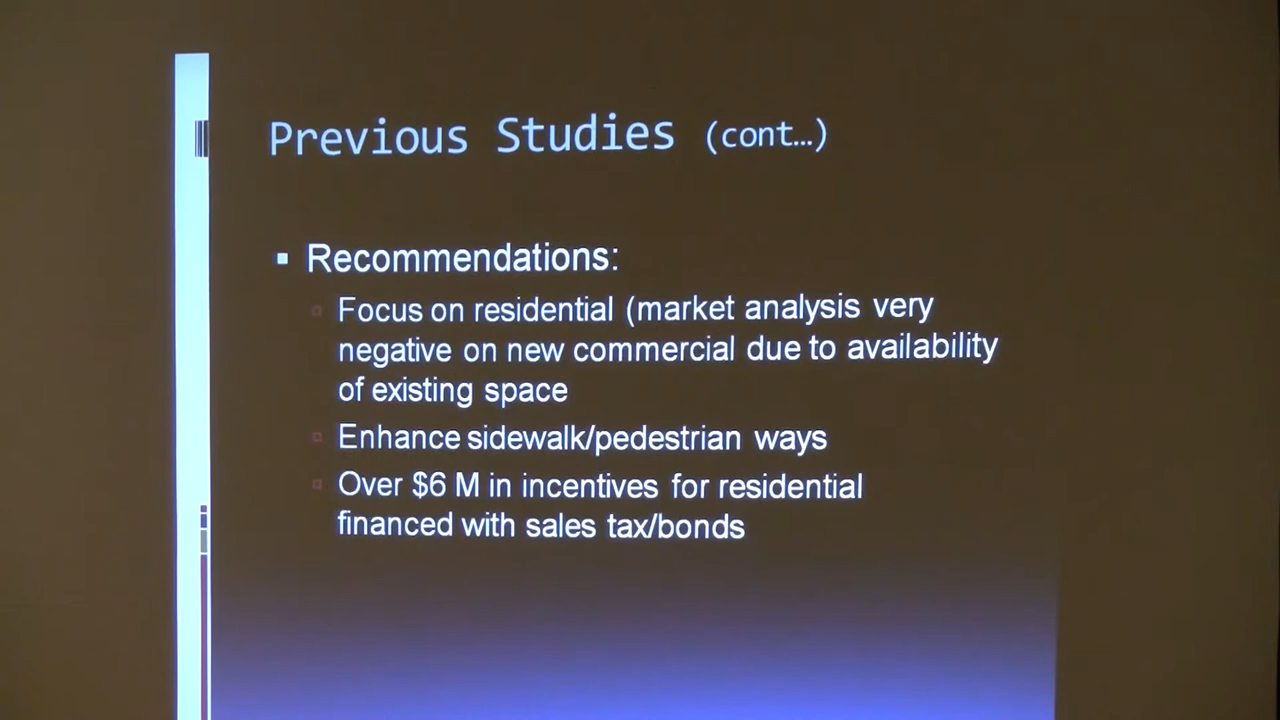 Previous Studies (cont…)
▪ Recommendations:
▫ Focus on residential (market analysis very
negative on new commercial due to availability
of existing space
▫ Enhance sidewalk/pedestrian ways
▫ Over $6 M in incentives for residential
financed with sales tax/bonds